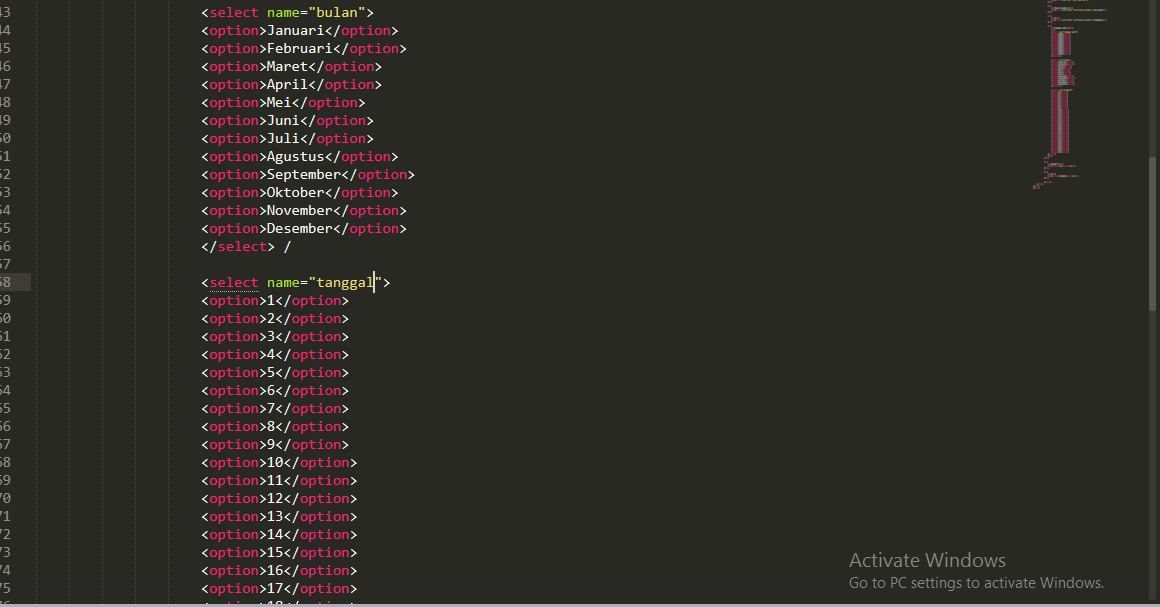 43 <select name="bulan">
44 <option>Januari</option>
45 <option>Februari</option>
46 <option>Maret</option>
47 <option>April</option>
48 <option>Mei</option>
49 <option>Juni</option>
50 <option>Juli</option>
51 <option>Agustus</option>
52 <option>September</option>
53 <option>Oktober</option>
54 <option>November</option>
55 <option>Desember</option>
56 </select> /
57
58 <select name="tanggal">
59 <option>1</option>
60 <option>2</option>
61 <option>3</option>
62 <option>4</option>
63 <option>5</option>
64 <option>6</option>
65 <option>7</option>
66 <option>8</option>
67 <option>9</option>
68 <option>10</option>
69 <option>11</option>
70 <option>12</option>
71 <option>13</option>
72 <option>14</option>
73 <option>15</option>
74 <option>16</option>
75 <option>17</option>
Activate Windows
Go to PC settings to activate Windows.